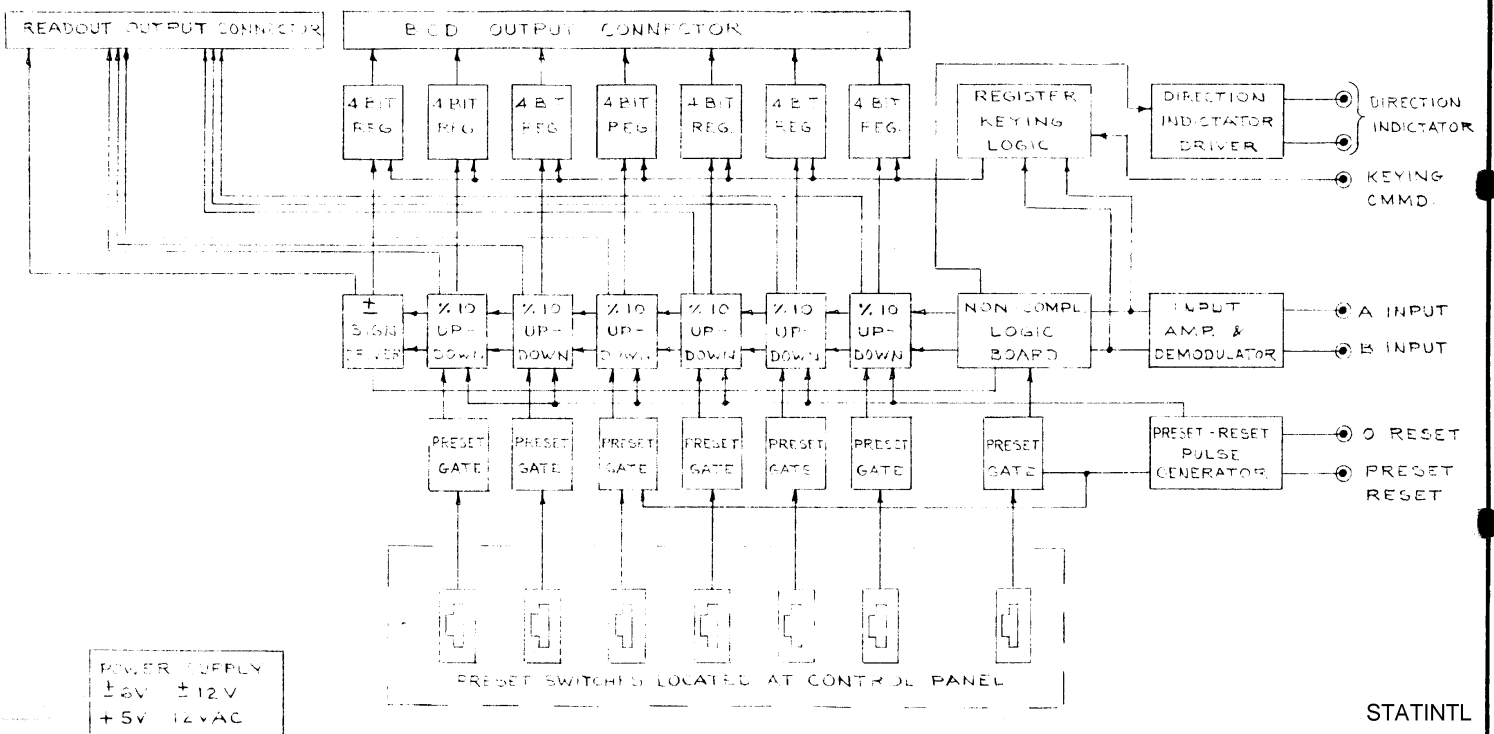 READOUT OUTPUT CONNECTOR
BCD OUTPUT CONNECTOR
4 BIT REG.
4 BIT REG.
4 BIT REG.
4 BIT REG.
4 BIT REG.
4 BIT REG.
4 BIT REG.
REGISTER
KEYING
LOGIC
DIRECTION
INDICTATOR
DRIVER
DIRECTION
INDICTATOR
KEYING
CMMD.
±
SIGN
DRIVER
% 10
UP-
DOWN
% 10
UP-
DOWN
% 10
UP-
DOWN
% 10
UP-
DOWN
% 10
UP-
DOWN
% 10
UP-
DOWN
NON COMPL.
LOGIC
BOARD
INPUT
AMP. &
DEMODULATOR
A INPUT
B INPUT
PRESET
GATE
PRESET
GATE
PRESET
GATE
PRESET
GATE
PRESET
GATE
PRESET
GATE
PRESET
GATE
PRESET-RESET
PULSE
GENERATOR
O RESET
PRESET
RESET
PRESET SWITCHES LOCATED AT CONTROL PANEL
POWER SUPPLY
±6V ±12V
+5V 12VAC
STATINTL